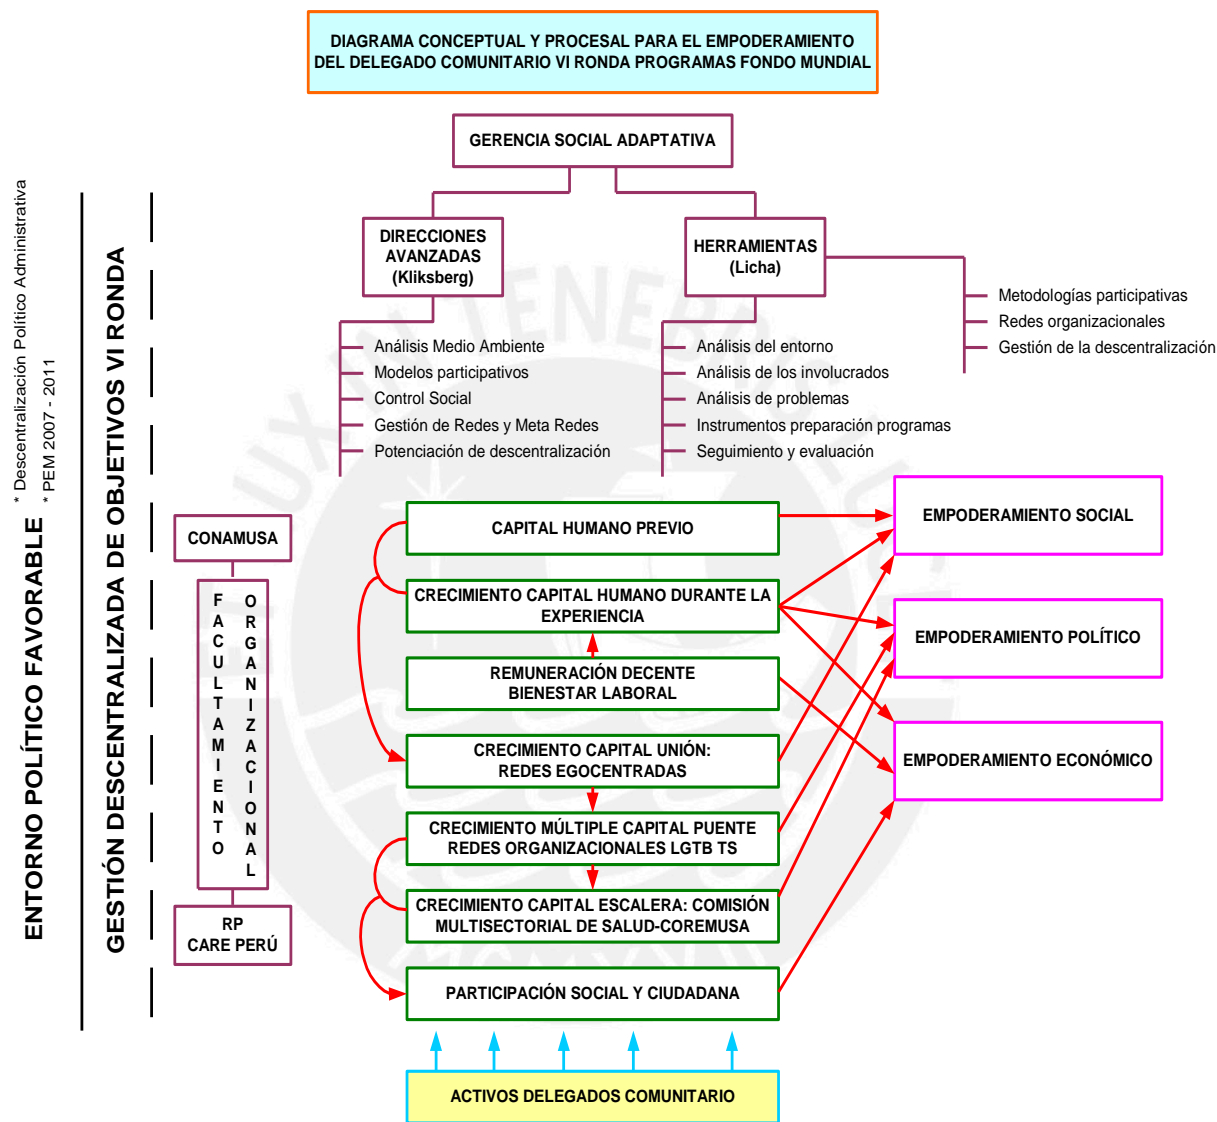 DIAGRAMA CONCEPTUAL Y PROCESAL PARA EL EMPODERAMIENTO
DEL DELEGADO COMUNITARIO VI RONDA PROGRAMAS FONDO MUNDIAL
GERENCIA SOCIAL ADAPTATIVA
DIRECCIONES
AVANZADAS
(Kliksberg)
HERRAMIENTAS
(Licha)
Metodologías participativas
Redes organizacionales
Gestión de la descentralización
Análisis Medio Ambiente
Modelos participativos
Control Social
Gestión de Redes y Meta Redes
Potenciación de descentralización
Análisis del entorno
Análisis de los involucrados
Análisis de problemas
Instrumentos preparación programas
Seguimiento y evaluación
ENTORNO POLÍTICO FAVORABLE
* Descentralización Político Administrativa
* PEM 2007 - 2011
GESTIÓN DESCENTRALIZADA DE OBJETIVOS VI RONDA
CONAMUSA
FACULTAMIENTO
ORGANIZACIONAL
RP
CARE PERÚ
CAPITAL HUMANO PREVIO
CRECIMIENTO CAPITAL HUMANO DURANTE LA
EXPERIENCIA
REMUNERACIÓN DECENTE
BIENESTAR LABORAL
CRECIMIENTO CAPITAL UNIÓN:
REDES EGOCENTRADAS
CRECIMIENTO MÚLTIPLE CAPITAL PUENTE
REDES ORGANIZACIONALES LGTB TS
CRECIMIENTO CAPITAL ESCALERA: COMISIÓN
MULTISECTORIAL DE SALUD-COREMUSA
PARTICIPACIÓN SOCIAL Y CIUDADANA
EMPODERAMIENTO SOCIAL
EMPODERAMIENTO POLÍTICO
EMPODERAMIENTO ECONÓMICO
ACTIVOS DELEGADOS COMUNITARIO